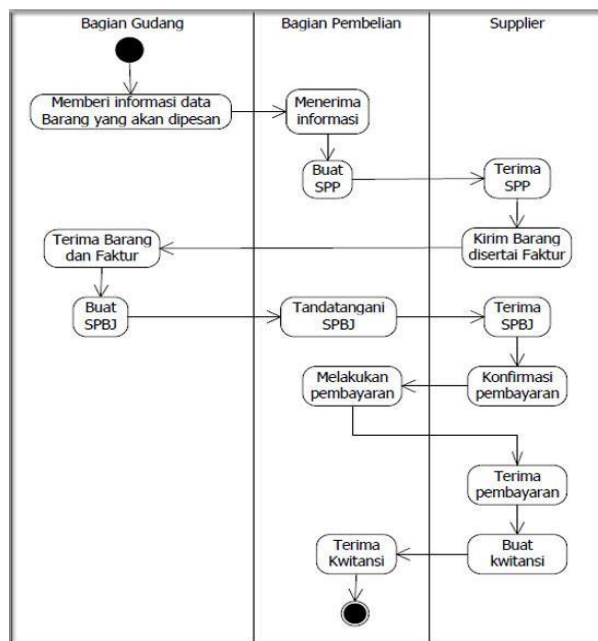 Bagian Gudang
Bagian Pembelian
Supplier
Memberi informasi data
Barang yang akan dipesan
Menerima
informasi
Buat
SPP
Terima
SPP
Kirim Barang
disertai Faktur
Terima Barang
dan Faktur
Buat
SPBJ
Tandatangani
SPBJ
Terima
SPBJ
Konfirmasi
pembayaran
Melakukan
pembayaran
Terima
pembayaran
Buat
kwitansi
Terima
Kwitansi